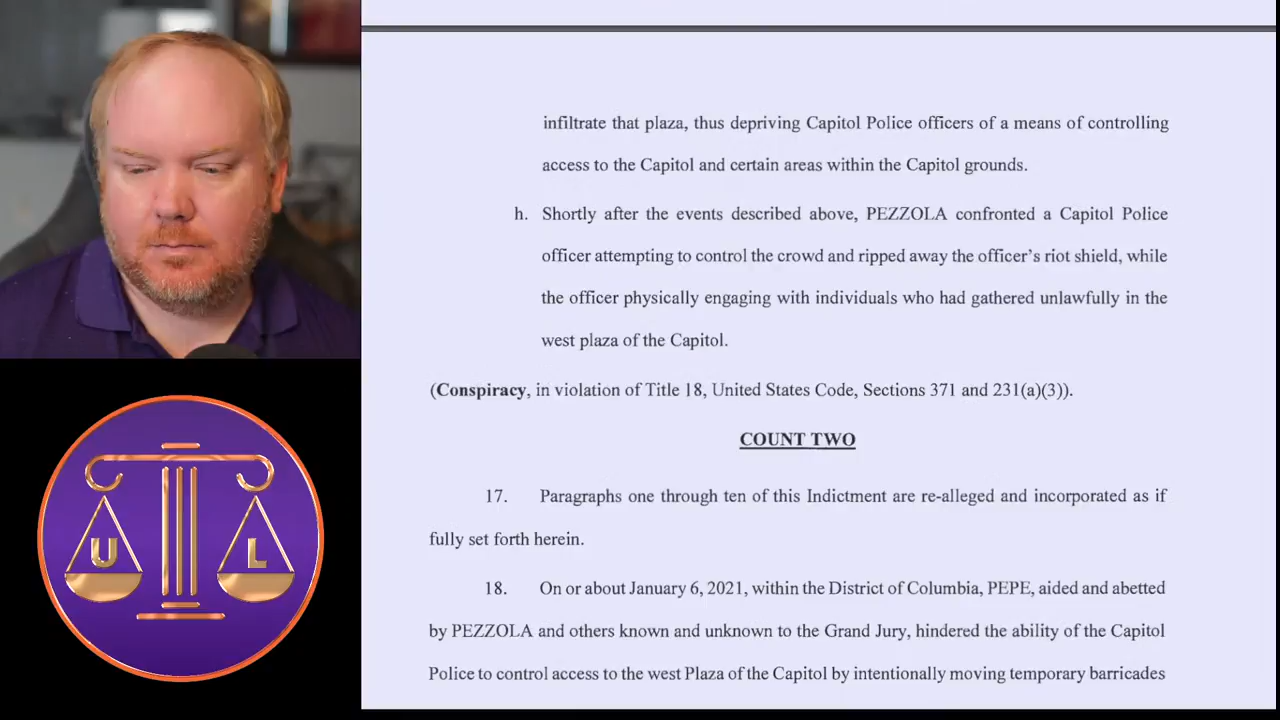 infiltrate that plaza, thus depriving Capitol Police officers of a means of controlling
access to the Capitol and certain areas within the Capitol grounds.
h. Shortly after the events described above, PEZZOLA confronted a Capitol Police
officer attempting to control the crowd and ripped away the officer's riot shield, while
the officer physically engaging with individuals who had gathered unlawfully in the
west plaza of the Capitol.
(Conspiracy, in violation of Title 18, United States Code, Sections 371 and 231(a)(3)).
COUNT TWO
17. Paragraphs one through ten of this Indictment are re-alleged and incorporated as if
fully set forth herein.
18. On or about January 6, 2021, within the District of Columbia, PEPE, aided and abetted
by PEZZOLA and others known and unknown to the Grand Jury, hindered the ability of the Capitol
Police to control access to the west Plaza of the Capitol by intentionally moving temporary barricades
U L